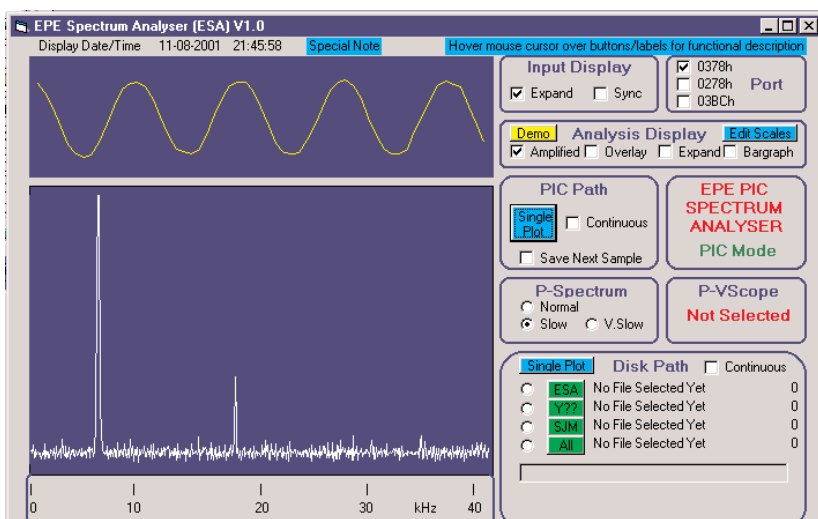 EPE Spectrum Analyser (ESA) V1.0
Display Date/Time 11-08-2001 21:45:58 Special Note Hover mouse cursor over buttons/labels for functional description
Input Display
Expand Sync
0378h
0278h
03BCh
Port
Demo Analysis Display Edit Scales
Amplified Overlay Expand Bargraph
PIC Path
Single
Plot
Continuous
Save Next Sample
EPE PIC
SPECTRUM
ANALYSER
PIC Mode
P-Spectrum
Normal
Slow V.Slow
P-VScope
Not Selected
Single Plot Disk Path Continuous
ESA No File Selected Yet 0
Y?? No File Selected Yet 0
SJM No File Selected Yet 0
All No File Selected Yet 0
0 10 20 30 kHz 40